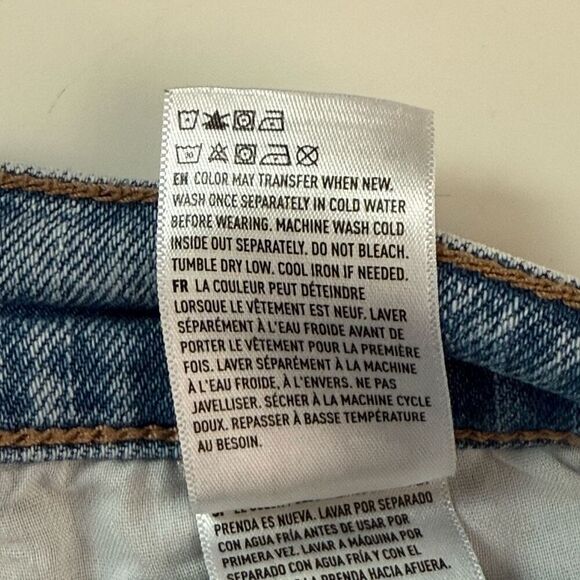 30
EN COLOR MAY TRANSFER WHEN NEW.
WASH ONCE SEPARATELY IN COLD WATER
BEFORE WEARING. MACHINE WASH COLD
INSIDE OUT SEPARATELY. DO NOT BLEACH.
TUMBLE DRY LOW. COOL IRON IF NEEDED.
FR LA COULEUR PEUT DÉTEINDRE
LORSQUE LE VÊTEMENT EST NEUF. LAVER
SÉPARÉMENT À L'EAU FROIDE AVANT DE
PORTER LE VÊTEMENT POUR LA PREMIÈRE
FOIS. LAVER SÉPARÉMENT À LA MACHINE
À L'EAU FROIDE, À L'ENVERS. NE PAS
JAVELLISER. SÉCHER À LA MACHINE CYCLE
DOUX. REPASSER À BASSE TEMPÉRATURE
AU BESOIN.
PRENDA ES NUEVA. LAVAR POR SEPARADO
CON AGUA FRÍA ANTES DE USAR POR
PRIMERA VEZ. LAVAR A MÁQUINA POR
SEPARADO CON AGUA FRÍA Y CON EL
LA PRENDA HACIA AFUERA.